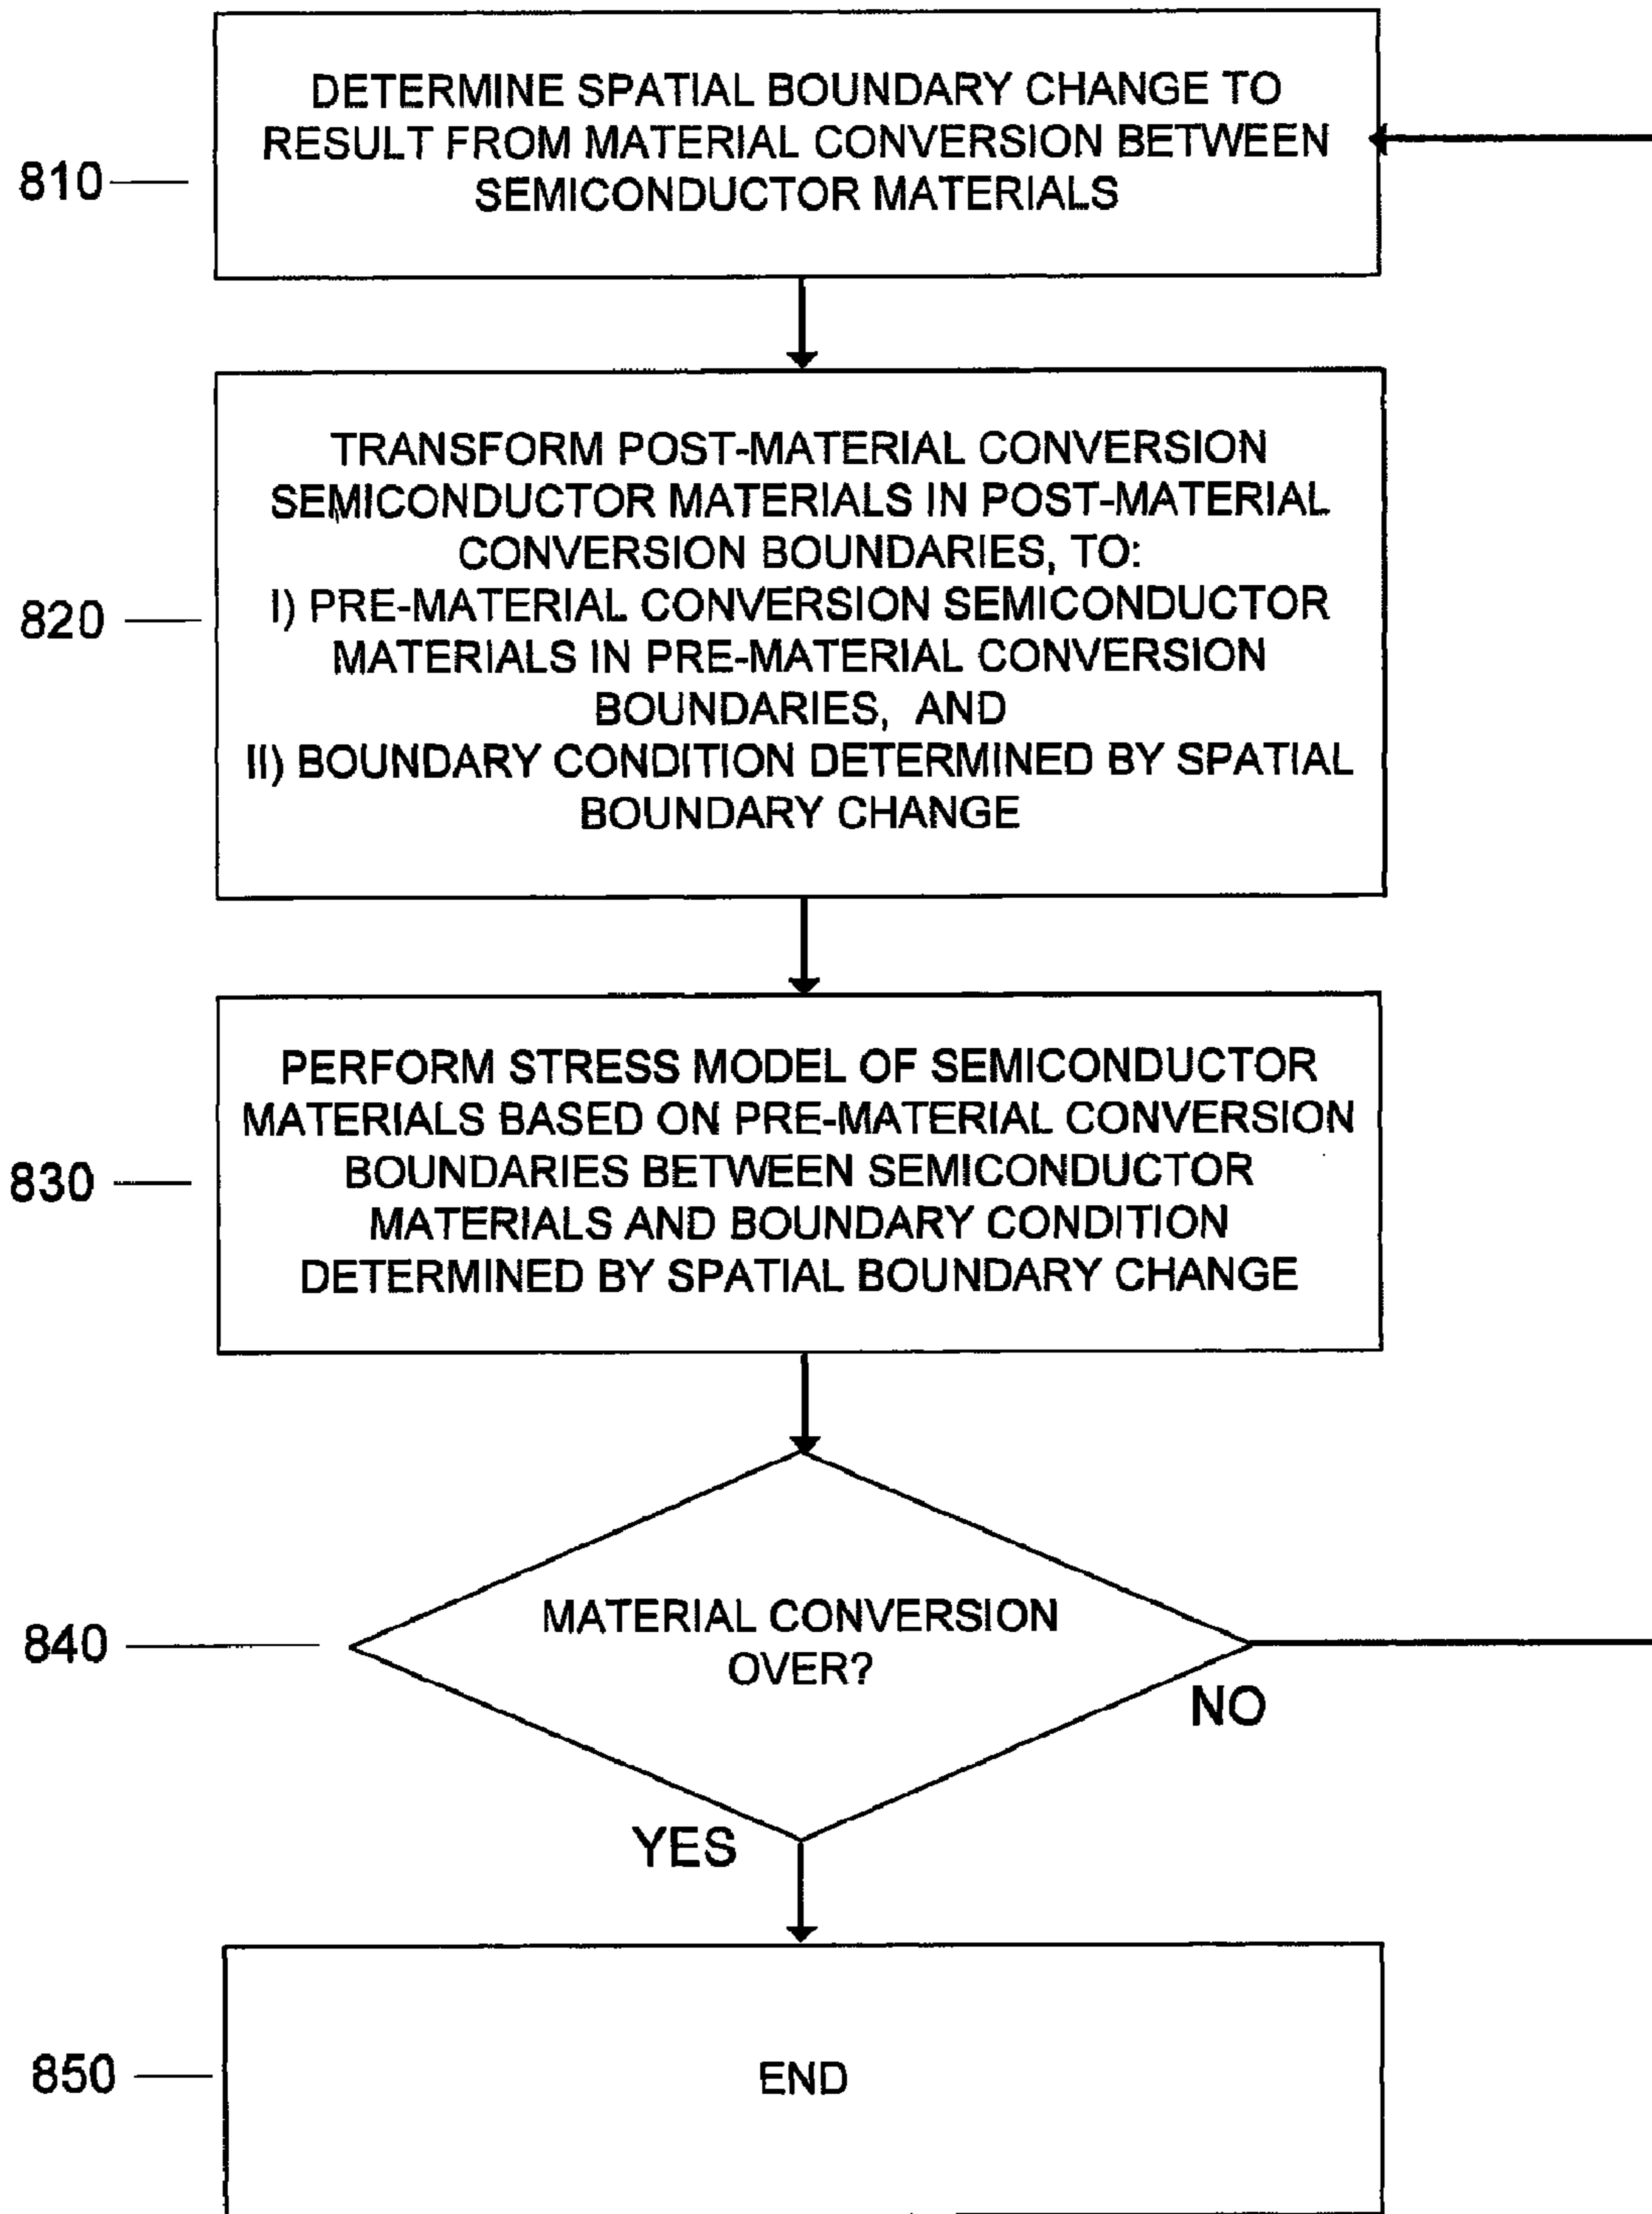 DETERMINE SPATIAL BOUNDARY CHANGE TO
RESULT FROM MATERIAL CONVERSION BETWEEN
SEMICONDUCTOR MATERIALS
810
TRANSFORM POST-MATERIAL CONVERSION
SEMICONDUCTOR MATERIALS IN POST-MATERIAL
CONVERSION BOUNDARIES, TO:
I) PRE-MATERIAL CONVERSION SEMICONDUCTOR
MATERIALS IN PRE-MATERIAL CONVERSION
BOUNDARIES, AND
II) BOUNDARY CONDITION DETERMINED BY SPATIAL
BOUNDARY CHANGE
820
PERFORM STRESS MODEL OF SEMICONDUCTOR
MATERIALS BASED ON PRE-MATERIAL CONVERSION
BOUNDARIES BETWEEN SEMICONDUCTOR
MATERIALS AND BOUNDARY CONDITION
DETERMINED BY SPATIAL BOUNDARY CHANGE
830
MATERIAL CONVERSION
OVER?
840
NO
YES
END
850